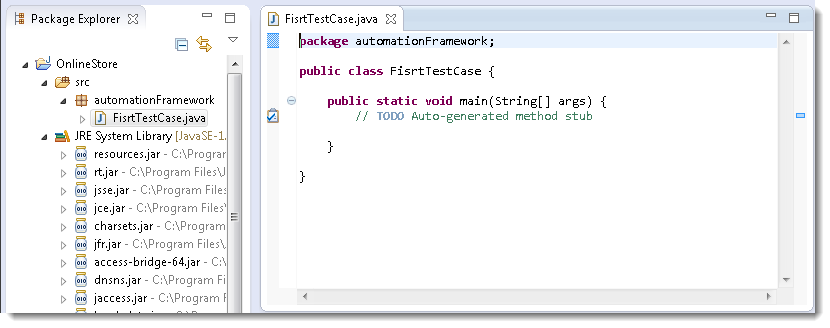 Package Explorer
OnlineStore
src
automationFramework
FisrtTestCase.java
JRE System Library [JavaSE-1.
resources.jar - C:\Program
rt.jar - C:\Program Files\J
jsse.jar - C:\Program Files
jce.jar - C:\Program Files\
charsets.jar - C:\Program
jfr.jar - C:\Program Files\
access-bridge-64.jar - C:\
dnsns.jar - C:\Program Fil
jaccess.jar - C:\Program F
FisrtTestCase.java
package automationFramework;
public class FisrtTestCase {
public static void main(String[] args) {
// TODO Auto-generated method stub
}
}